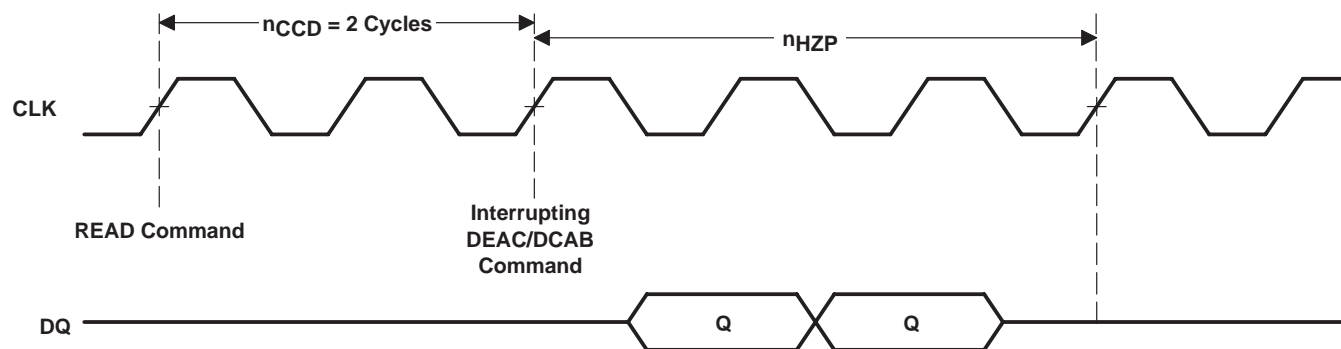 nCCD = 2 Cycles
nHZP
CLK
READ Command
Interrupting
DEAC/DCAB
Command
DQ
Q
Q